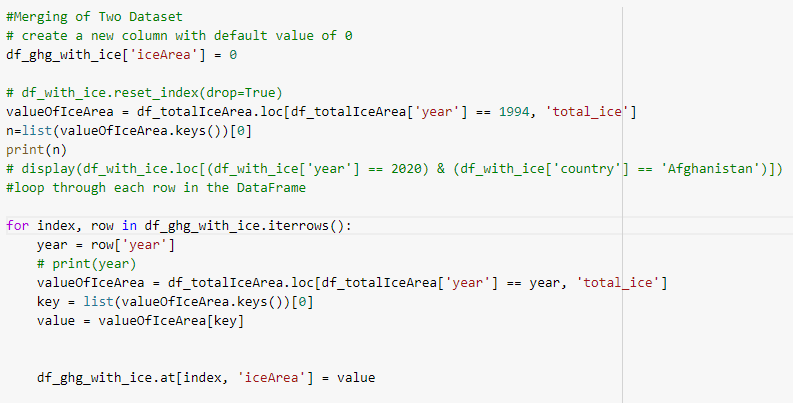 #Merging of Two Dataset
# create a new column with default value of 0
df_ghg_with_ice['iceArea'] = 0
# df_with_ice.reset_index(drop=True)
valueOfIceArea = df_totalIceArea.loc[df_totalIceArea['year'] == 1994, 'total_ice']
n=list(valueOfIceArea.keys())[0]
print(n)
# display(df_with_ice.loc[(df_with_ice['year'] == 2020) & (df_with_ice['country'] == 'Afghanistan')])
#loop through each row in the DataFrame
for index, row in df_ghg_with_ice.iterrows():
    year = row['year']
    # print(year)
    valueOfIceArea = df_totalIceArea.loc[df_totalIceArea['year'] == year, 'total_ice']
    key = list(valueOfIceArea.keys())[0]
    value = valueOfIceArea[key]
    df_ghg_with_ice.at[index, 'iceArea'] = value